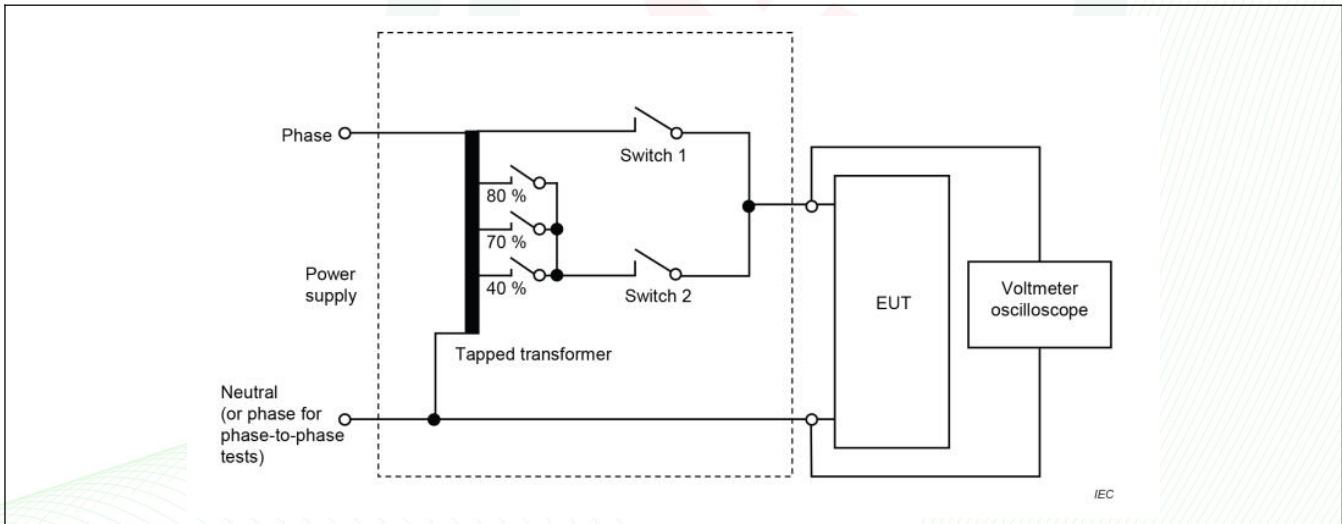 Phase
Switch 1
80 %
70 %
40 %
Power
supply
Switch 2
EUT
Voltmeter
oscilloscope
Tapped transformer
Neutral
(or phase for
phase-to-phase
tests)
IEC